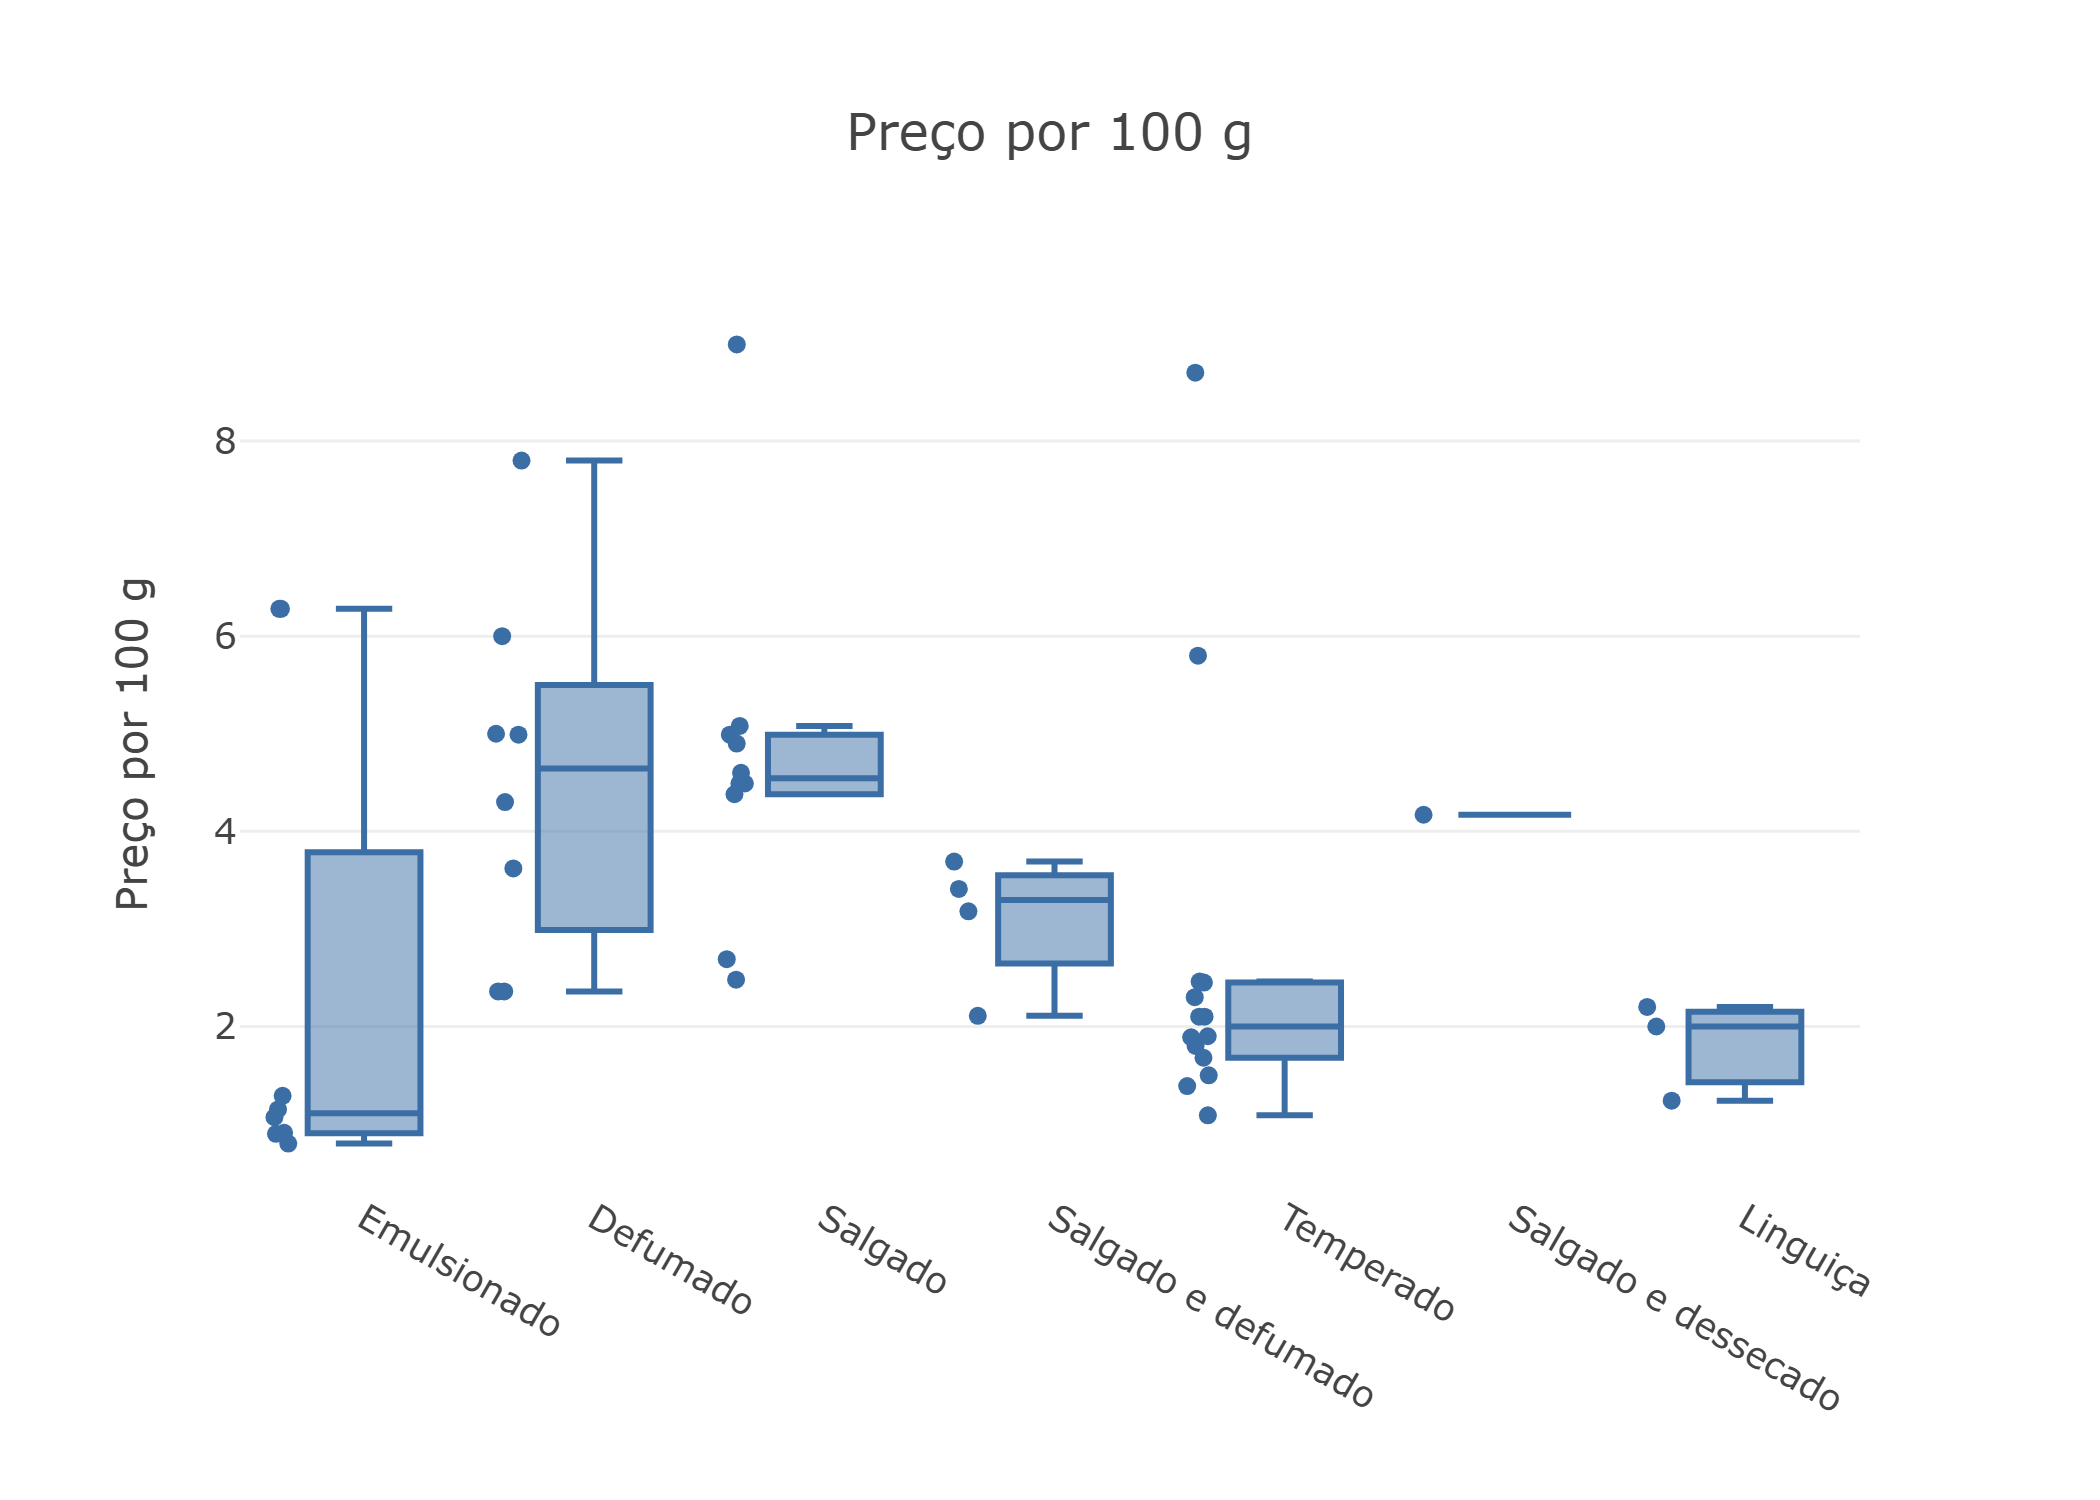 Preço por 100 g
Preço por 100 g
8
6
4
2
Emulsionado
Defumado
Salgado
Salgado e defumado
Temperado
Salgado e dessecado
Linguiça